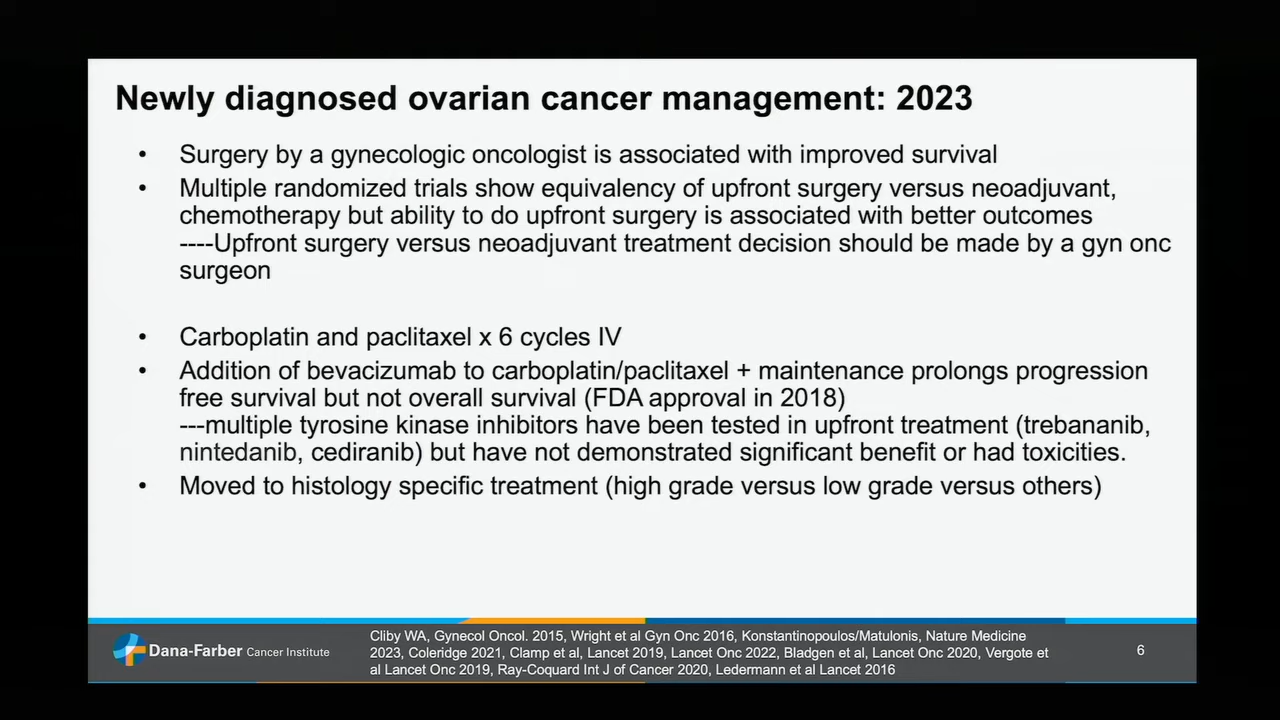 Newly diagnosed ovarian cancer management: 2023
• Surgery by a gynecologic oncologist is associated with improved survival
• Multiple randomized trials show equivalency of upfront surgery versus neoadjuvant,
chemotherapy but ability to do upfront surgery is associated with better outcomes
----Upfront surgery versus neoadjuvant treatment decision should be made by a gyn onc
surgeon
• Carboplatin and paclitaxel x 6 cycles IV
• Addition of bevacizumab to carboplatin/paclitaxel + maintenance prolongs progression
free survival but not overall survival (FDA approval in 2018)
---multiple tyrosine kinase inhibitors have been tested in upfront treatment (trebananib,
nintedanib, cediranib) but have not demonstrated significant benefit or had toxicities.
• Moved to histology specific treatment (high grade versus low grade versus others)
Dana-Farber Cancer Institute
Cliby WA, Gynecol Oncol. 2015, Wright et al Gyn Onc 2016, Konstantinopoulos/Matulonis, Nature Medicine
2023, Coleridge 2021, Clamp et al, Lancet 2019, Lancet Onc 2022, Bladgen et al, Lancet Onc 2020, Vergote et
al Lancet Onc 2019, Ray-Coquard Int J of Cancer 2020, Ledermann et al Lancet 2016
6